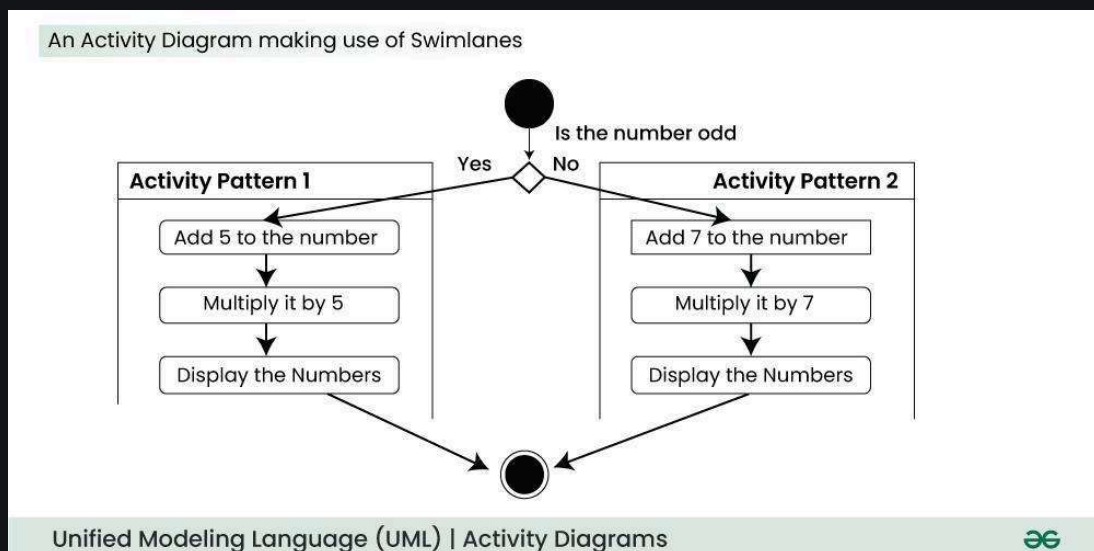 An Activity Diagram making use of Swimlanes
Is the number odd
Yes
No
Activity Pattern 1
Activity Pattern 2
Add 5 to the number
Add 7 to the number
Multiply it by 5
Multiply it by 7
Display the Numbers
Display the Numbers
Unified Modeling Language (UML) | Activity Diagrams